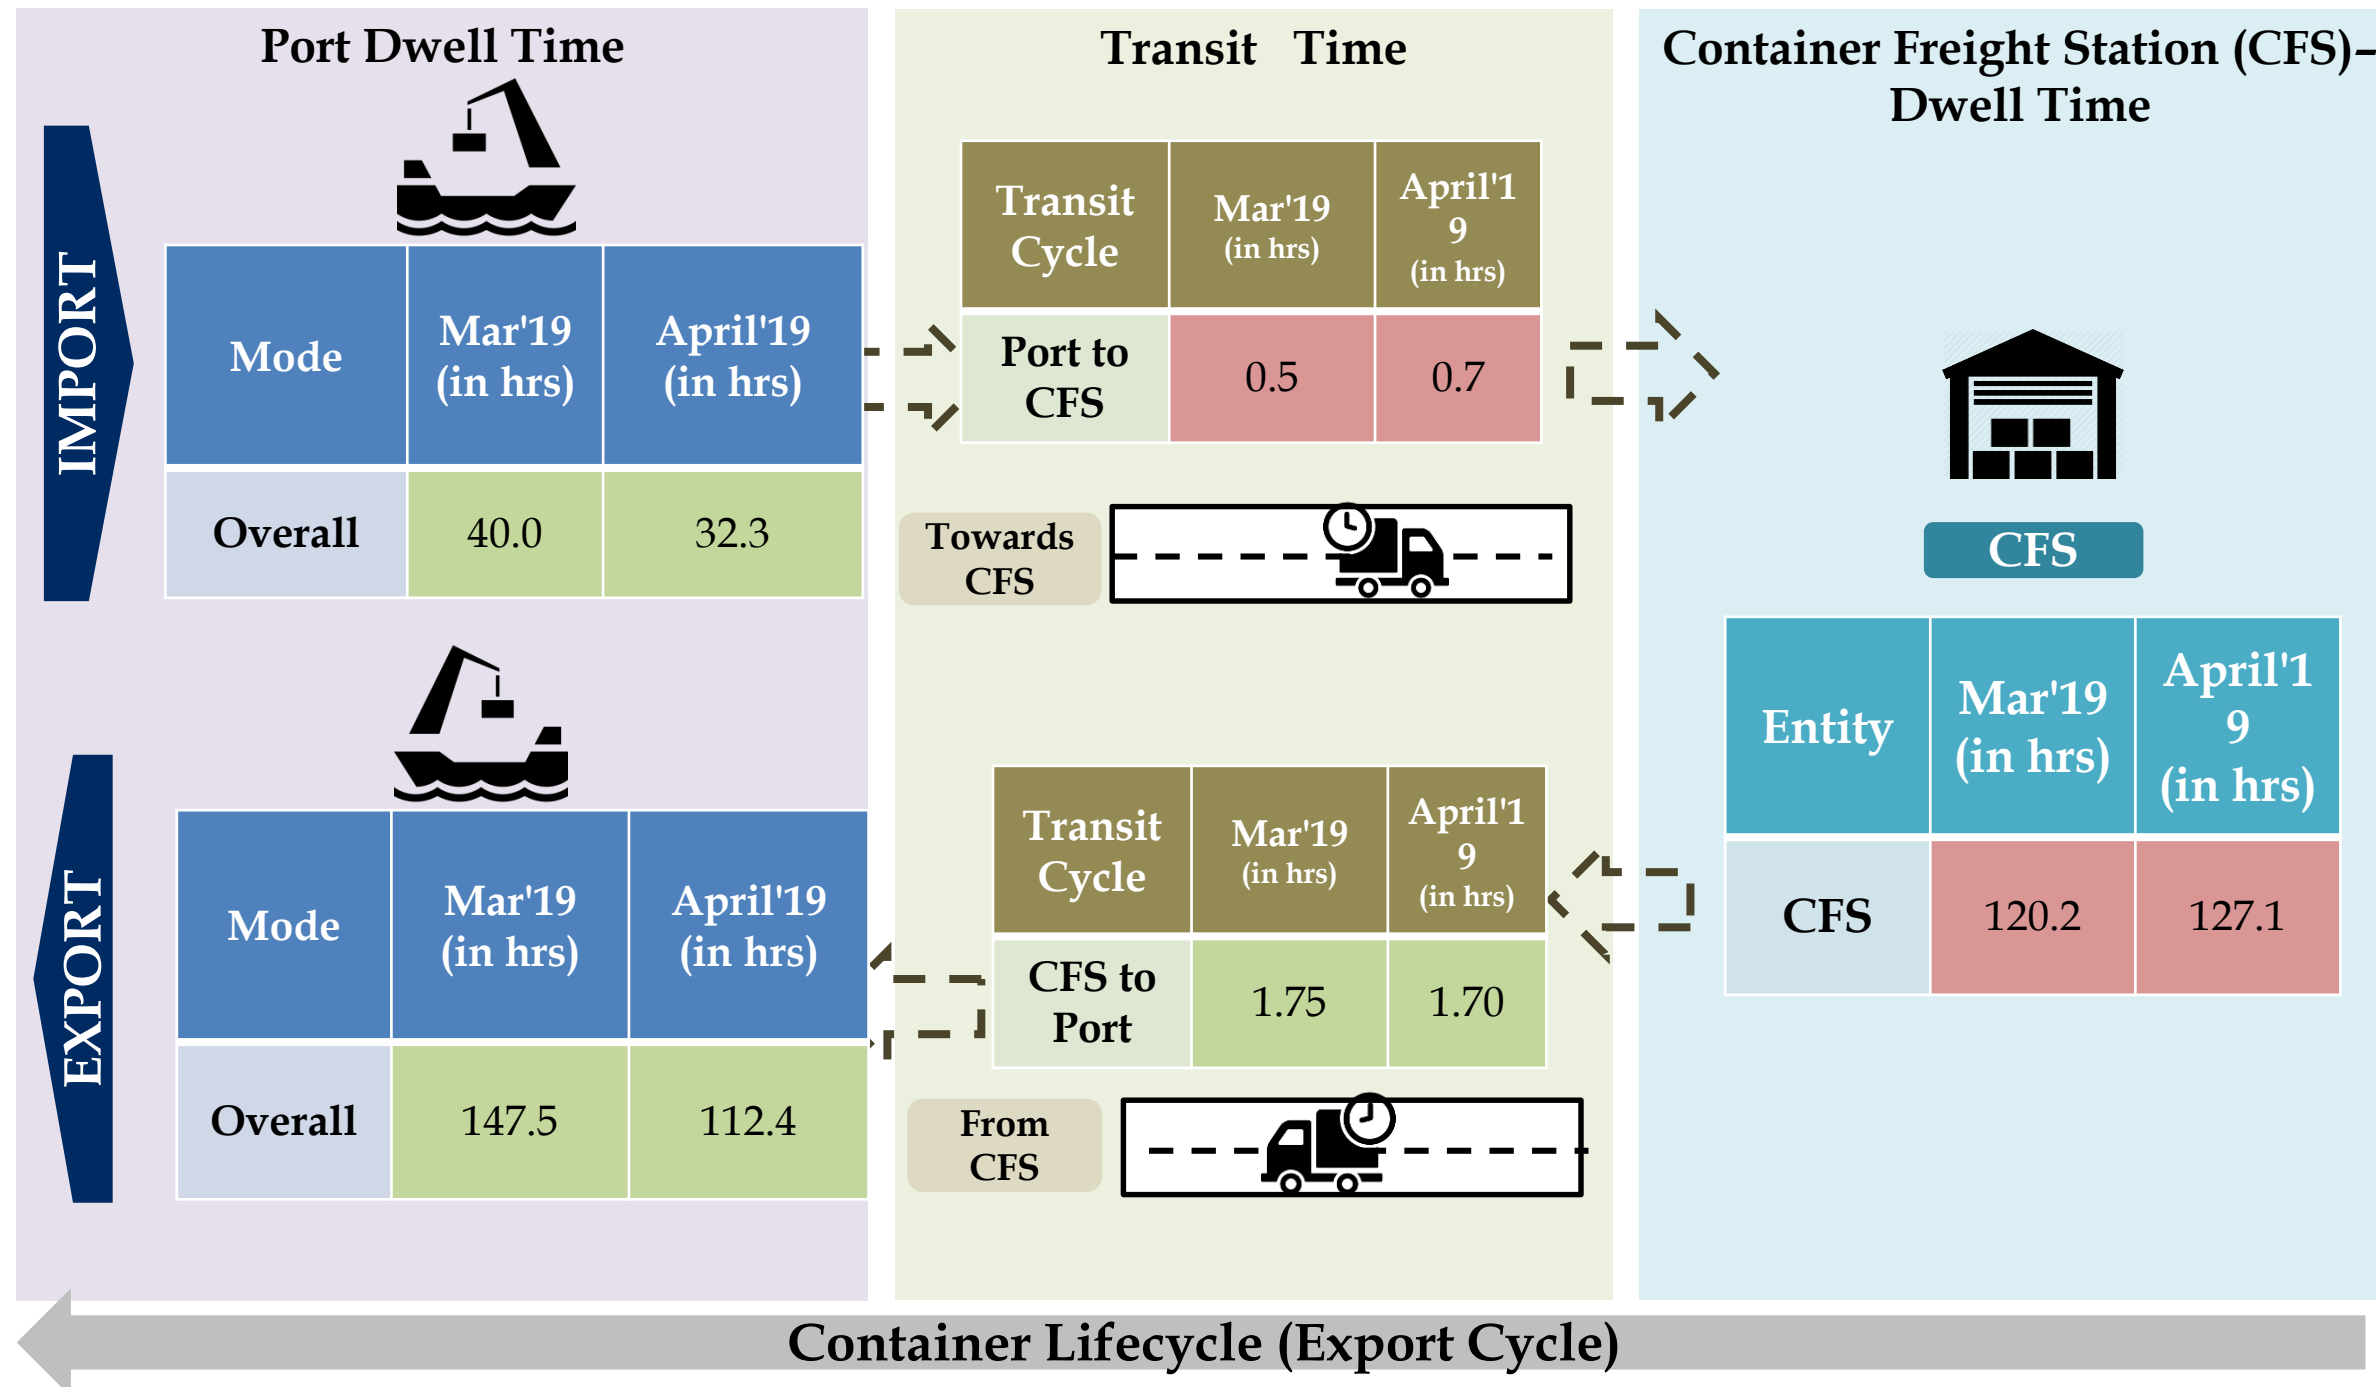 Port Dwell Time
Transit Time
Container Freight Station (CFS)–
Dwell Time
IMPORT
Mode
Mar'19
(in hrs)
April'19
(in hrs)
Overall
40.0
32.3
Transit
Cycle
Mar'19
(in hrs)
April'1
9
(in hrs)
Port to
CFS
0.5
0.7
Towards
CFS
CFS
Entity
Mar'19
(in hrs)
April'1
9
(in hrs)
CFS
120.2
127.1
EXPORT
Mode
Mar'19
(in hrs)
April'19
(in hrs)
Overall
147.5
112.4
Transit
Cycle
Mar'19
(in hrs)
April'1
9
(in hrs)
CFS to
Port
1.75
1.70
From
CFS
Container Lifecycle (Export Cycle)